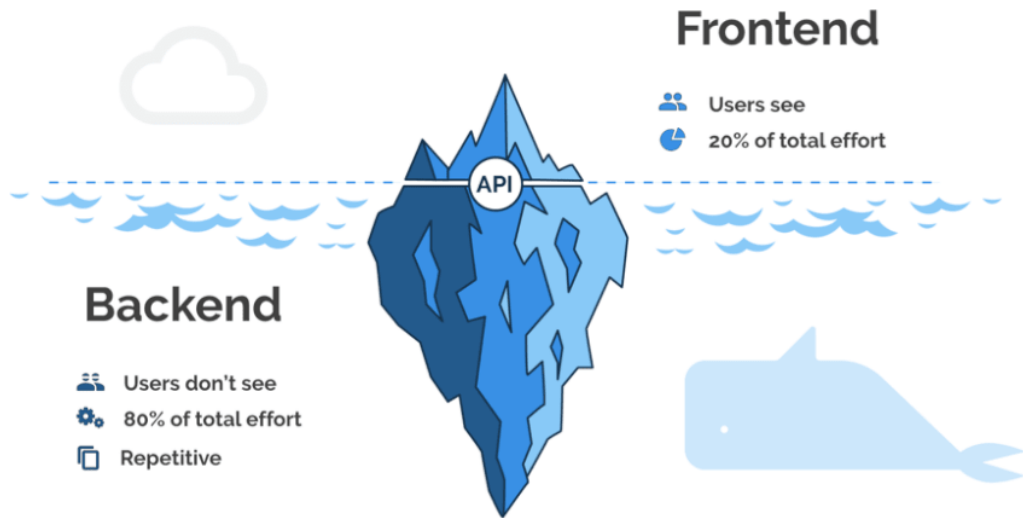 Frontend
Users see
20% of total effort
API
Backend
Users don't see
80% of total effort
Repetitive